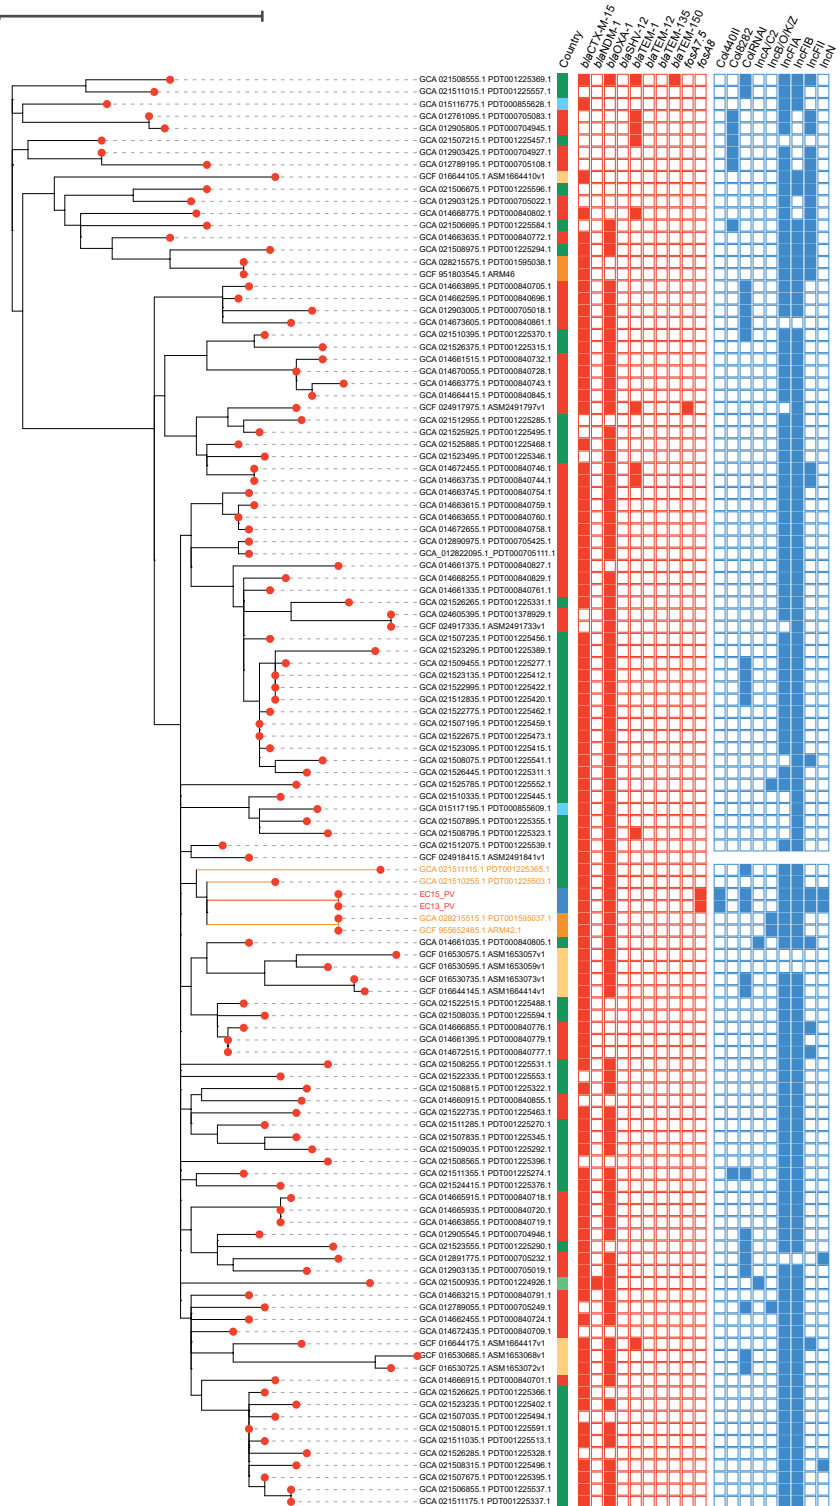 Country
blaCTX-M-15
blaNDM-1
blaOXA-1
blaSHV-12
blaTEM-1
blaTEM-12
blaTEM-135
blaTEM-150
fosA7.5
fosA8
Col440II
Col8282
ColRNAI
IncA/C2
IncB/O/K/Z
IncFIA
IncFIB
IncFII
IncN
GCA 021508555.1 PDT001225369.1
GCA 021511015.1 PDT001225557.1
GCA 015116775.1 PDT000855628.1
GCA 012761095.1 PDT000705083.1
GCA 012905805.1 PDT000704945.1
GCA 021507215.1 PDT001225457.1
GCA 012903425.1 PDT000704927.1
GCA 012789195.1 PDT000705108.1
GCF 016644105.1 ASM1664410v1
GCA 021506675.1 PDT001225596.1
GCA 012903125.1 PDT000705022.1
GCA 014668775.1 PDT000840802.1
GCA 021506695.1 PDT001225584.1
GCA 014663635.1 PDT000840772.1
GCA 021508975.1 PDT001225294.1
GCA 028215575.1 PDT001595038.1
GCF 951803545.1 ARM46
GCA 014663895.1 PDT000840705.1
GCA 014662595.1 PDT000840696.1
GCA 012903005.1 PDT000705018.1
GCA 014673605.1 PDT000840861.1
GCA 021510395.1 PDT001225370.1
GCA 021526375.1 PDT001225315.1
GCA 014661515.1 PDT000840732.1
GCA 014670055.1 PDT000840728.1
GCA 014663775.1 PDT000840743.1
GCA 014664415.1 PDT000840845.1
GCF 024917975.1 ASM2491797v1
GCA 021512955.1 PDT001225285.1
GCA 021525925.1 PDT001225495.1
GCA 021525885.1 PDT001225468.1
GCA 021523495.1 PDT001225346.1
GCA 014672455.1 PDT000840746.1
GCA 014663735.1 PDT000840744.1
GCA 014663745.1 PDT000840754.1
GCA 014663615.1 PDT000840759.1
GCA 014663655.1 PDT000840760.1
GCA 014672655.1 PDT000840758.1
GCA 012890975.1 PDT000705425.1
GCA_012822095.1_PDT000705111.1
GCA 014661375.1 PDT000840827.1
GCA 014668255.1 PDT000840829.1
GCA 014661335.1 PDT000840761.1
GCA 021526265.1 PDT001225331.1
GCA 024605395.1 PDT001378929.1
GCF 024917335.1 ASM2491733v1
GCA 021507235.1 PDT001225456.1
GCA 021523295.1 PDT001225389.1
GCA 021509455.1 PDT001225277.1
GCA 021523135.1 PDT001225412.1
GCA 021522995.1 PDT001225422.1
GCA 021512835.1 PDT001225420.1
GCA 021522775.1 PDT001225462.1
GCA 021507195.1 PDT001225459.1
GCA 021522675.1 PDT001225473.1
GCA 021523095.1 PDT001225415.1
GCA 021508075.1 PDT001225541.1
GCA 021526445.1 PDT001225311.1
GCA 021525785.1 PDT001225552.1
GCA 021510335.1 PDT001225445.1
GCA 015117195.1 PDT000855609.1
GCA 021507895.1 PDT001225355.1
GCA 021508795.1 PDT001225323.1
GCA 021512075.1 PDT001225539.1
GCF 024918415.1 ASM2491841v1
GCA 021511115.1 PDT001225365.1
GCA 021510255.1 PDT001225503.1
EC15_PV
EC13_PV
GCA 028215515.1 PDT001595037.1
GCF 955652485.1 ARM42.1
GCA 014661035.1 PDT000840805.1
GCF 016530575.1 ASM1653057v1
GCF 016530595.1 ASM1653059v1
GCF 016530735.1 ASM1653073v1
GCF 016644145.1 ASM1664414v1
GCA 021522515.1 PDT001225488.1
GCA 021508035.1 PDT001225594.1
GCA 014666855.1 PDT000840776.1
GCA 014661395.1 PDT000840779.1
GCA 014672515.1 PDT000840777.1
GCA 021508255.1 PDT001225531.1
GCA 021522335.1 PDT001225553.1
GCA 021508815.1 PDT001225322.1
GCA 014660915.1 PDT000840855.1
GCA 021522735.1 PDT001225463.1
GCA 021511285.1 PDT001225270.1
GCA 021507835.1 PDT001225345.1
GCA 021509035.1 PDT001225292.1
GCA 021508565.1 PDT001225396.1
GCA 021511355.1 PDT001225274.1
GCA 021524415.1 PDT001225376.1
GCA 014665915.1 PDT000840718.1
GCA 014665935.1 PDT000840720.1
GCA 014663855.1 PDT000840719.1
GCA 012905545.1 PDT000704946.1
GCA 021523555.1 PDT001225290.1
GCA 012891775.1 PDT000705232.1
GCA 012903135.1 PDT000705019.1
GCA 021500935.1 PDT001224926.1
GCA 014663215.1 PDT000840791.1
GCA 012789055.1 PDT000705249.1
GCA 014662455.1 PDT000840724.1
GCA 014672435.1 PDT000840709.1
GCF 016644175.1 ASM1664417v1
GCF 016530685.1 ASM1653068v1
GCF 016530725.1 ASM1653072v1
GCA 014666915.1 PDT000840701.1
GCA 021526625.1 PDT001225366.1
GCA 021523235.1 PDT001225402.1
GCA 021507035.1 PDT001225494.1
GCA 021508015.1 PDT001225591.1
GCA 021511035.1 PDT001225513.1
GCA 021526285.1 PDT001225328.1
GCA 021508315.1 PDT001225496.1
GCA 021507675.1 PDT001225395.1
GCA 021506855.1 PDT001225537.1
GCA 021511175.1 PDT001225337.1